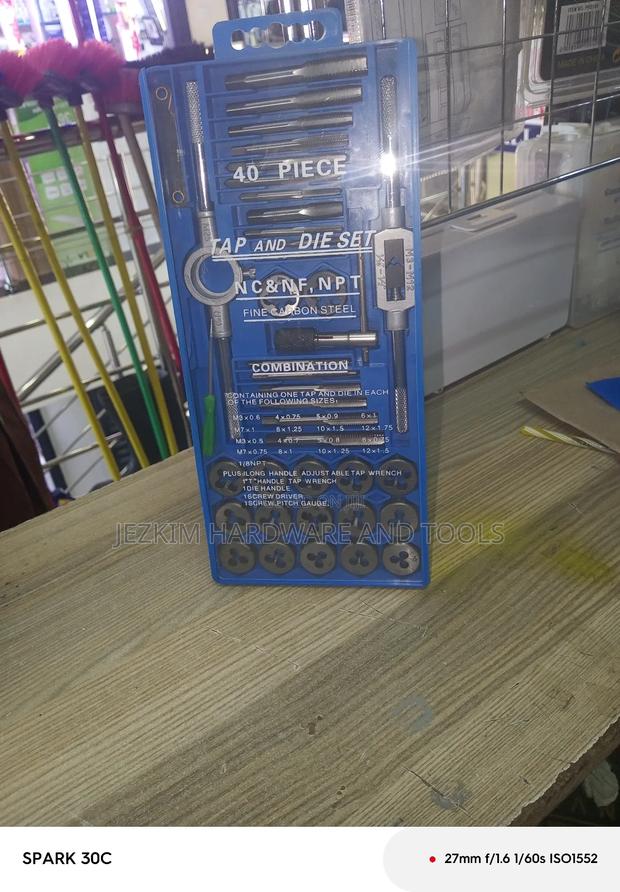 40 PIECE
TAP AND DIE SET
NC&NF, NPT
FINE CARBON STEEL
COMBINATION
CONTAINING ONE TAP AND DIE IN EACH
OF THE FOLLOWING SIZES:
M3×0.6 4×0.75 5×0.9 6×1
M7×1 8×1.25 10×1.5 12×1.75
M3×0.5 4×0.7 5×0.8 6×0.75
M7×0.75 8×1 10×1.25 12×1.5
1/8NPT
PLUS:1LONG HANDLE ADJUSTABLE TAP WRENCH
1"T"HANDLE TAP WRENCH
1DIE HANDLE
1SCREW DRIVER,
1SCREW,PITCH GAUGE,
M3-M12
MADE IN CHINA
JEZKIM HARDWARE AND TOOLS
SPARK 30C
27mm f/1.6 1/60s ISO1552